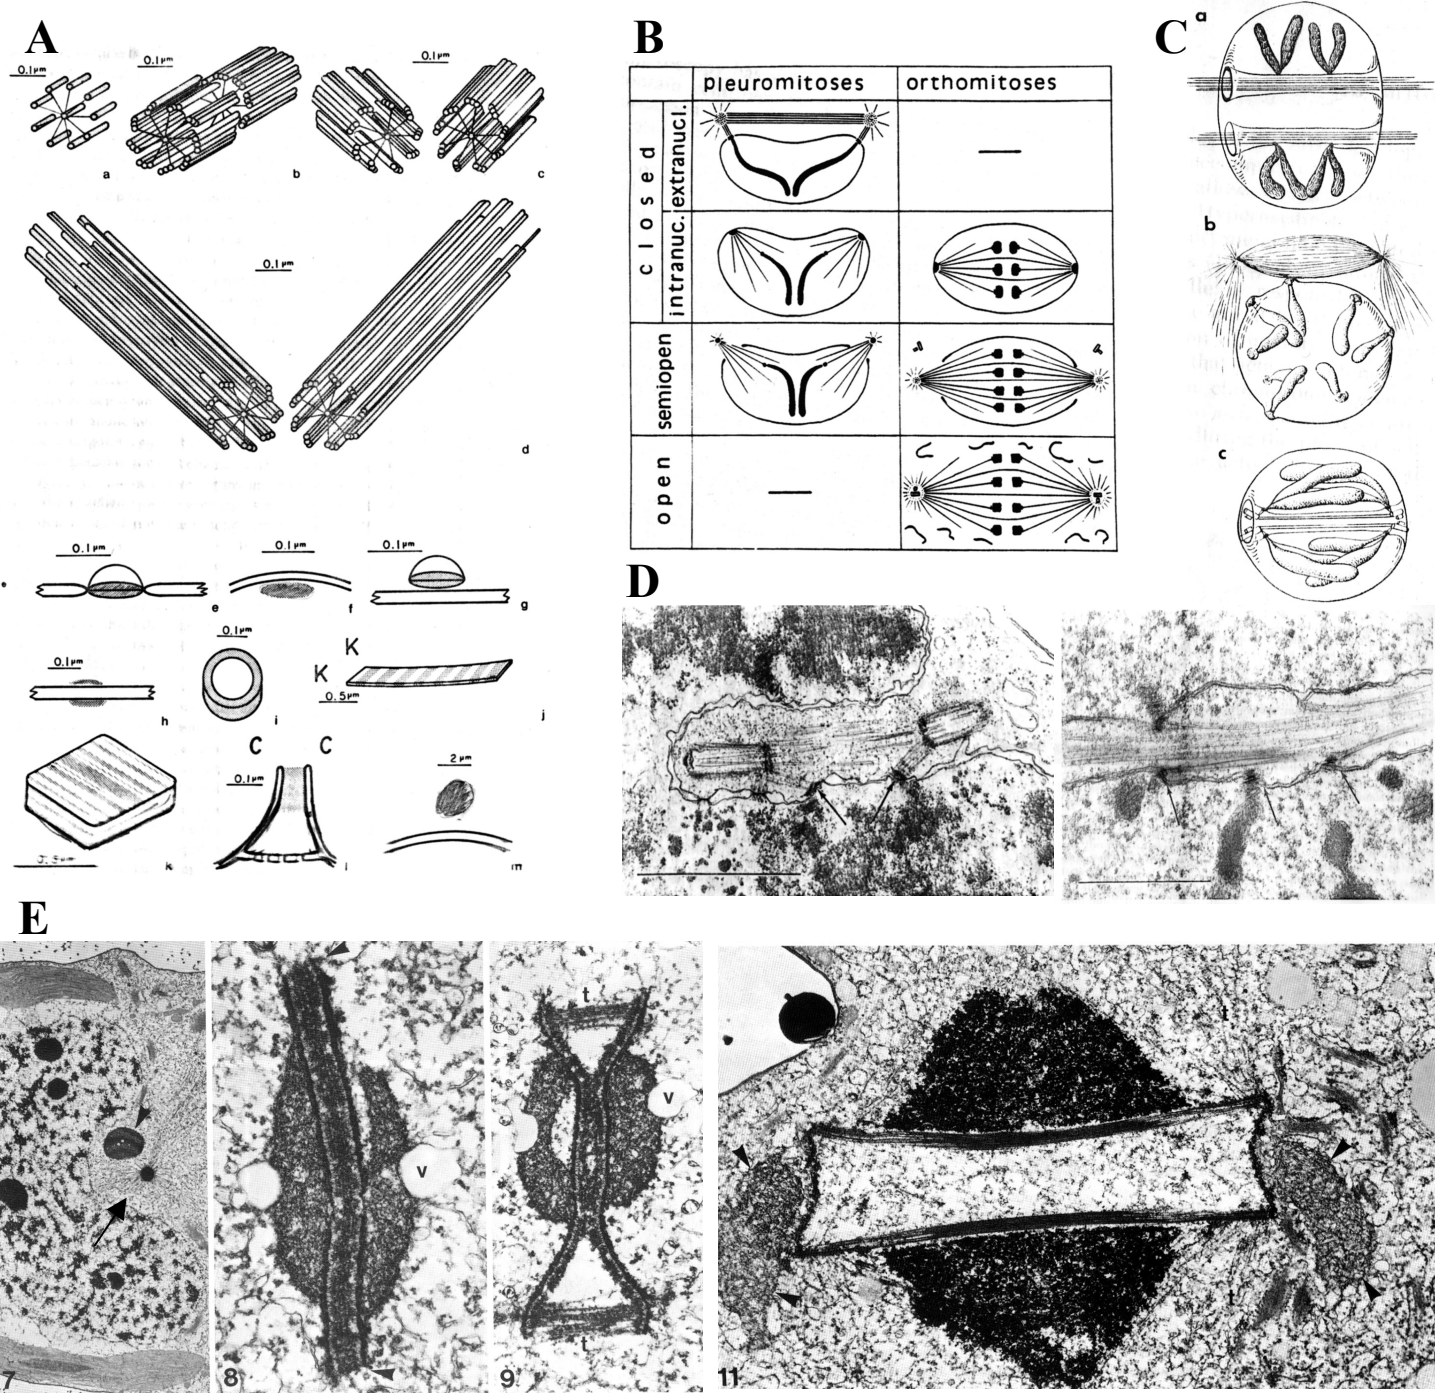 A
0.1µm
0.1µm
0.1µm
a
b
c
0.1µm
d
0.1µm
0.1µm
0.1µm
e
e
f
g
0.1µm
0.1µm
K
K
0.5µm
h
i
j
C
C
0.1µm
2µm
k
l
m
B
pleuromitoses
orthomitoses
closed
extranucl.
intranuc.
semiopen
open
C
a
b
c
D
E
7
v
8
t
v
t
9
t
t
11